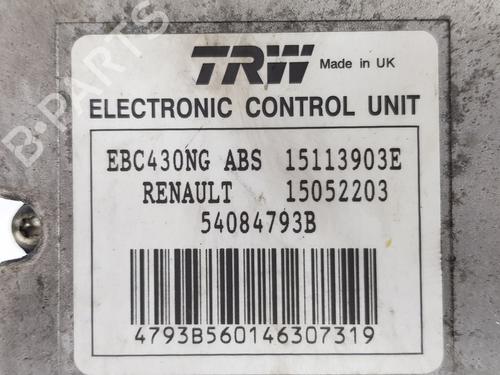 B-PARTS
TRW Made in UK
ELECTRONIC CONTROL UNIT
EBC430NG ABS 15113903E
RENAULT 15052203
54084793B
4793B560146307319